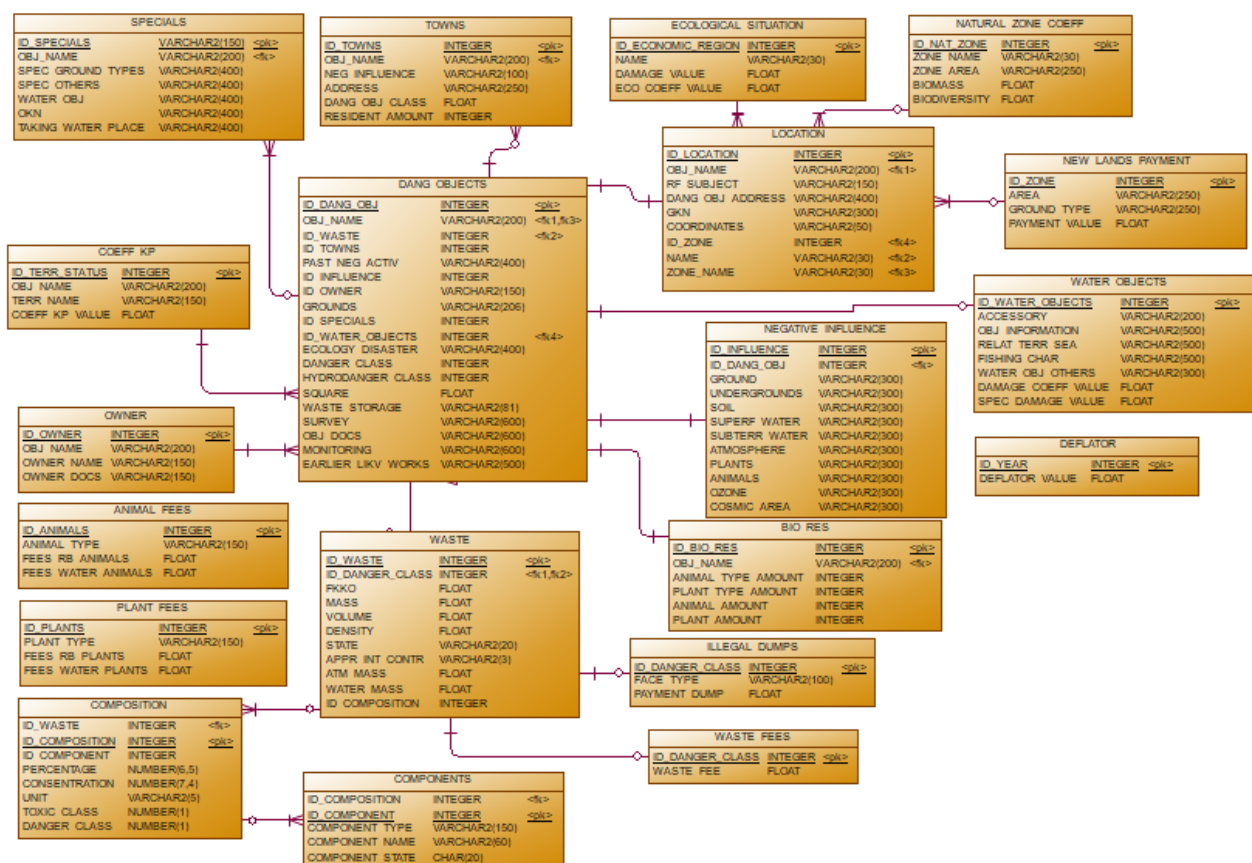 SPECIALS
ID_SPECIALS VARCHAR2(150) <pk>
OBJ_NAME VARCHAR2(200) <fk>
SPEC GROUND TYPES VARCHAR2(400)
SPEC OTHERS VARCHAR2(400)
WATER OBJ VARCHAR2(400)
OKN VARCHAR2(400)
TAKING WATER PLACE VARCHAR2(400)
TOWNS
ID_TOWNS INTEGER <pk>
OBJ_NAME VARCHAR2(200) <fk>
NEG INFLUENCE VARCHAR2(100)
ADDRESS VARCHAR2(250)
DANG OBJ CLASS FLOAT
RESIDENT AMOUNT INTEGER
ECOLOGICAL SITUATION
ID_ECONOMIC_REGION INTEGER <pk>
NAME VARCHAR2(30)
DAMAGE VALUE FLOAT
ECO COEFF VALUE FLOAT
NATURAL ZONE COEFF
ID_NAT_ZONE INTEGER <pk>
ZONE NAME VARCHAR2(30)
ZONE AREA VARCHAR2(250)
BIOMASS FLOAT
BIODIVERSITY FLOAT
LOCATION
ID_LOCATION INTEGER <pk>
OBJ_NAME VARCHAR2(200) <fk1>
RF SUBJECT VARCHAR2(150)
DANG OBJ ADDRESS VARCHAR2(400)
GKN VARCHAR2(300)
COORDINATES VARCHAR2(50)
ID_ZONE INTEGER <fk4>
NAME VARCHAR2(30) <fk2>
ZONE_NAME VARCHAR2(30) <fk3>
NEW LANDS PAYMENT
ID_ZONE INTEGER <pk>
AREA VARCHAR2(250)
GROUND TYPE VARCHAR2(250)
PAYMENT VALUE FLOAT
DANG OBJECTS
ID_DANG_OBJ INTEGER <pk>
OBJ_NAME VARCHAR2(200) <fk1,fk3>
ID_WASTE INTEGER <fk2>
ID TOWNS INTEGER
PAST NEG ACTIV VARCHAR2(400)
ID INFLUENCE INTEGER
ID OWNER VARCHAR2(150)
GROUNDS VARCHAR2(206)
ID SPECIALS INTEGER
ID_WATER_OBJECTS INTEGER <fk4>
ECOLOGY DISASTER VARCHAR2(400)
DANGER CLASS INTEGER
HYDRODANGER CLASS INTEGER
SQUARE FLOAT
WASTE STORAGE VARCHAR2(81)
SURVEY VARCHAR2(600)
OBJ DOCS VARCHAR2(600)
MONITORING VARCHAR2(600)
EARLIER LIKV WORKS VARCHAR2(500)
COEFF KP
ID_TERR_STATUS INTEGER <pk>
OBJ NAME VARCHAR2(200)
TERR NAME VARCHAR2(150)
COEFF KP VALUE FLOAT
WATER OBJECTS
ID_WATER_OBJECTS INTEGER <pk>
ACCESSORY VARCHAR2(200)
OBJ INFORMATION VARCHAR2(500)
RELAT TERR SEA VARCHAR2(500)
FISHING CHAR VARCHAR2(500)
WATER OBJ OTHERS VARCHAR2(300)
DAMAGE COEFF VALUE FLOAT
SPEC DAMAGE VALUE FLOAT
NEGATIVE INFLUENCE
ID_INFLUENCE INTEGER <pk>
ID_DANG_OBJ INTEGER <fk>
GROUND VARCHAR2(300)
UNDERGROUNDS VARCHAR2(300)
SOIL VARCHAR2(300)
SUPERF WATER VARCHAR2(300)
SUBTERR WATER VARCHAR2(300)
ATMOSPHERE VARCHAR2(300)
PLANTS VARCHAR2(300)
ANIMALS VARCHAR2(300)
OZONE VARCHAR2(300)
COSMIC AREA VARCHAR2(300)
OWNER
ID_OWNER INTEGER <pk>
OBJ NAME VARCHAR2(200)
OWNER NAME VARCHAR2(150)
OWNER DOCS VARCHAR2(150)
DEFLATOR
ID_YEAR INTEGER <pk>
DEFLATOR VALUE FLOAT
ANIMAL FEES
ID_ANIMALS INTEGER <pk>
ANIMAL TYPE VARCHAR2(150)
FEES RB ANIMALS FLOAT
FEES WATER ANIMALS FLOAT
WASTE
ID_WASTE INTEGER <pk>
ID_DANGER_CLASS INTEGER <fk1,fk2>
FKKO FLOAT
MASS FLOAT
VOLUME FLOAT
DENSITY FLOAT
STATE VARCHAR2(20)
APPR INT CONTR VARCHAR2(3)
ATM MASS FLOAT
WATER MASS FLOAT
ID COMPOSITION INTEGER
BIO RES
ID_BIO_RES INTEGER <pk>
OBJ_NAME VARCHAR2(200) <fk>
ANIMAL TYPE AMOUNT INTEGER
PLANT TYPE AMOUNT INTEGER
ANIMAL AMOUNT INTEGER
PLANT AMOUNT INTEGER
PLANT FEES
ID_PLANTS INTEGER <pk>
PLANT TYPE VARCHAR2(150)
FEES RB PLANTS FLOAT
FEES WATER PLANTS FLOAT
ILLEGAL DUMPS
ID_DANGER_CLASS INTEGER <pk>
FACE TYPE VARCHAR2(100)
PAYMENT DUMP FLOAT
COMPOSITION
ID_WASTE INTEGER <fk>
ID_COMPOSITION INTEGER <pk>
ID COMPONENT INTEGER
PERCENTAGE NUMBER(6,5)
CONSENTRATION NUMBER(7,4)
UNIT VARCHAR2(5)
TOXIC CLASS NUMBER(1)
DANGER CLASS NUMBER(1)
WASTE FEES
ID_DANGER_CLASS INTEGER <pk>
WASTE FEE FLOAT
COMPONENTS
ID_COMPOSITION INTEGER <fk>
ID_COMPONENT INTEGER <pk>
COMPONENT TYPE VARCHAR2(150)
COMPONENT NAME VARCHAR2(60)
COMPONENT STATE CHAR(20)